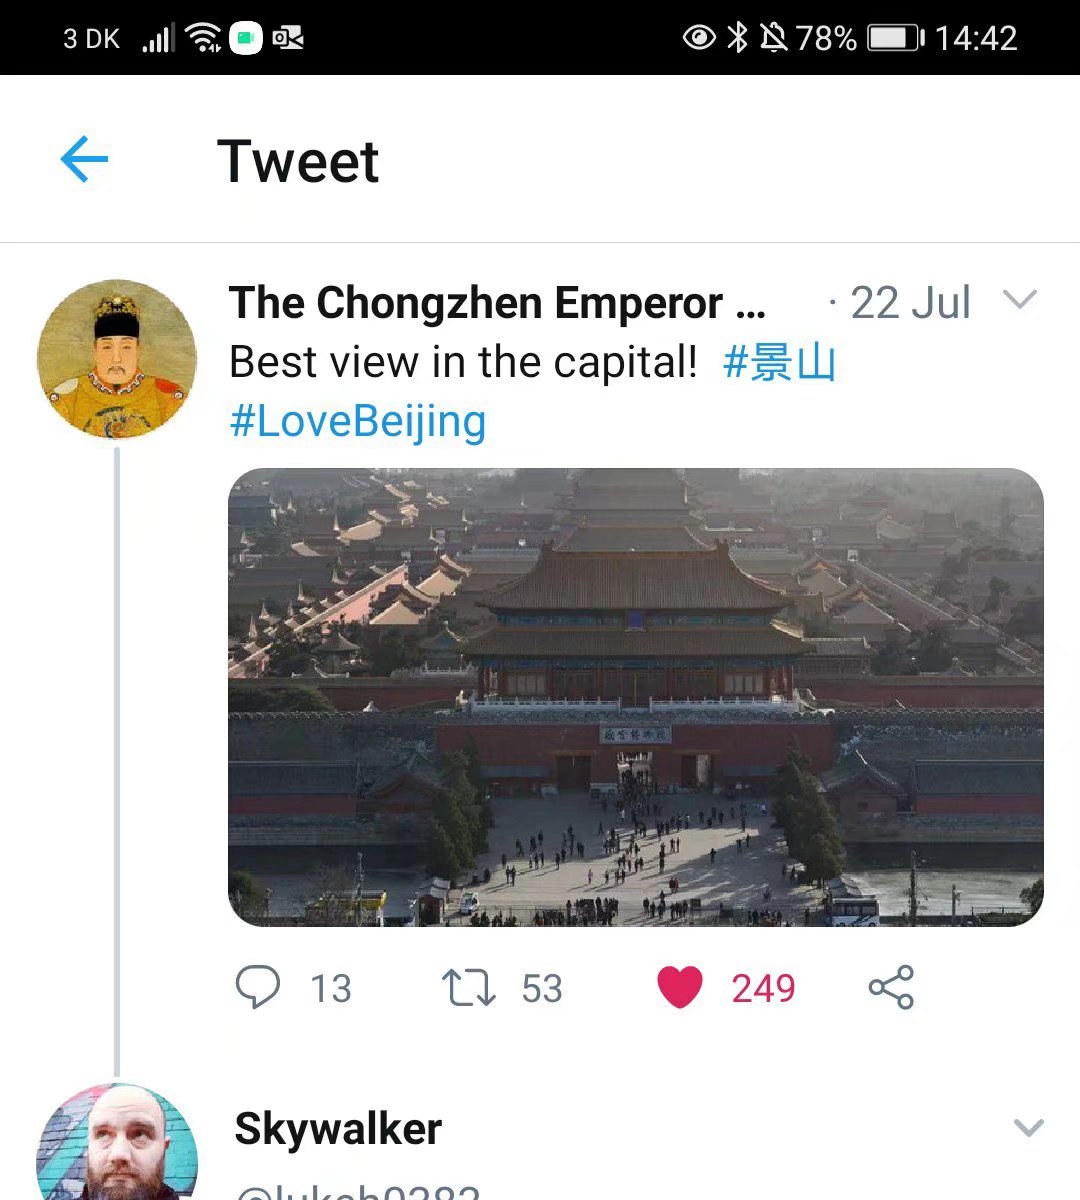 3 DK 78% 14:42
Tweet
The Chongzhen Emperor ... · 22 Jul
Best view in the capital! #景山
#LoveBeijing
故宫博物院
13 53 249
Skywalker